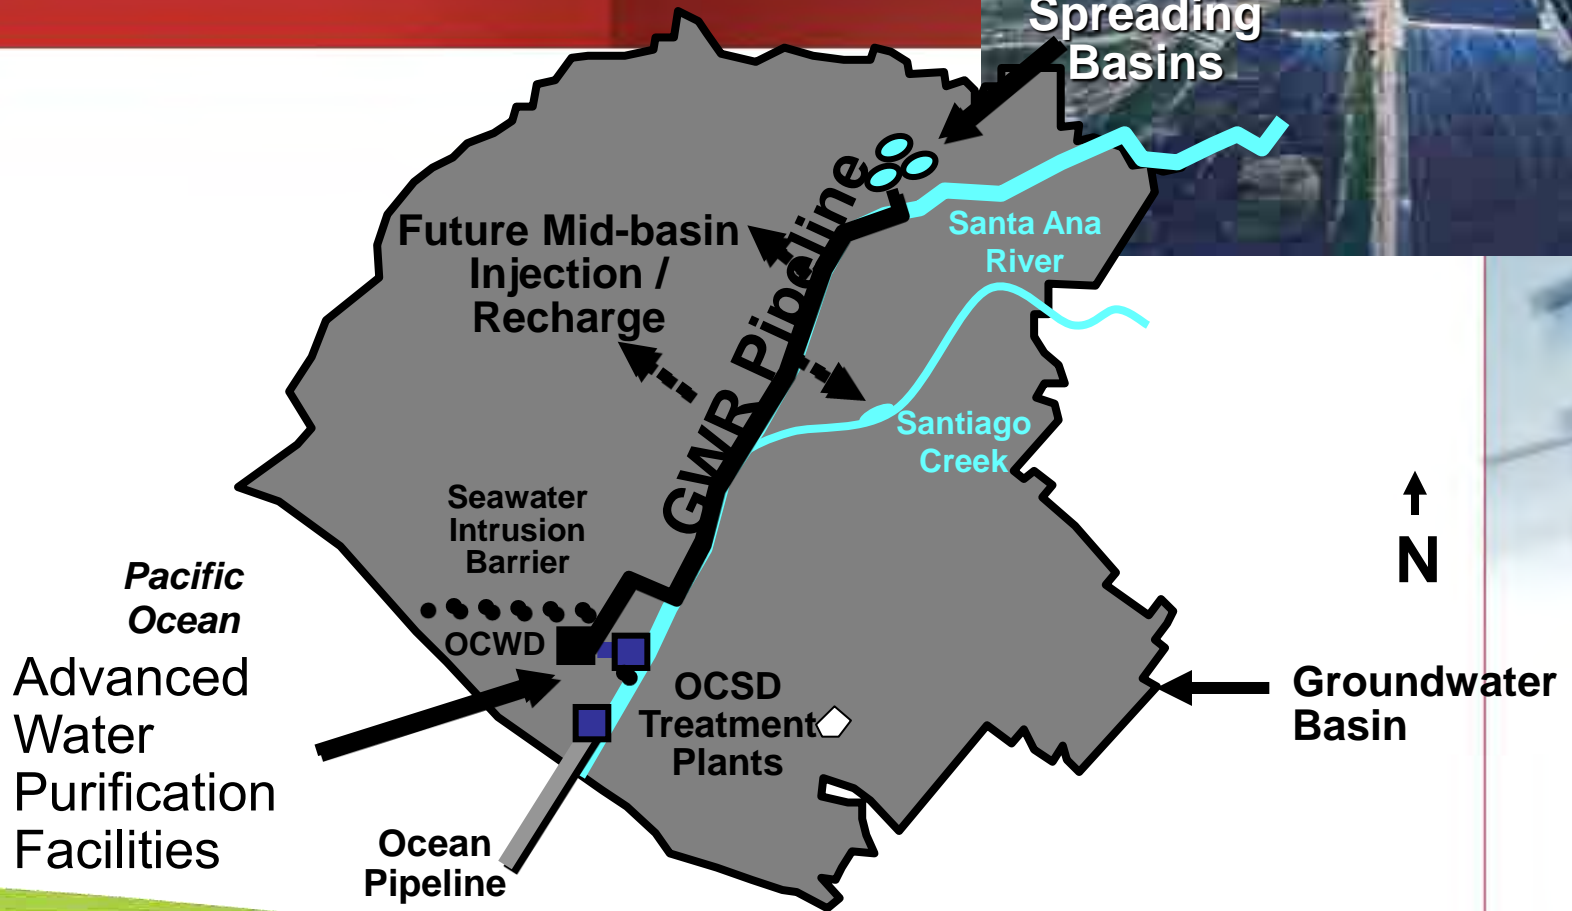 Spreading
Basins
GWR Pipeline
Santa Ana
River
Future Mid-basin
Injection /
Recharge
Santiago
Creek
Seawater
Intrusion
Barrier
N
Pacific
Ocean
OCWD
Advanced
Water
Purification
Facilities
OCSD
Treatment
Plants
Groundwater
Basin
Ocean
Pipeline